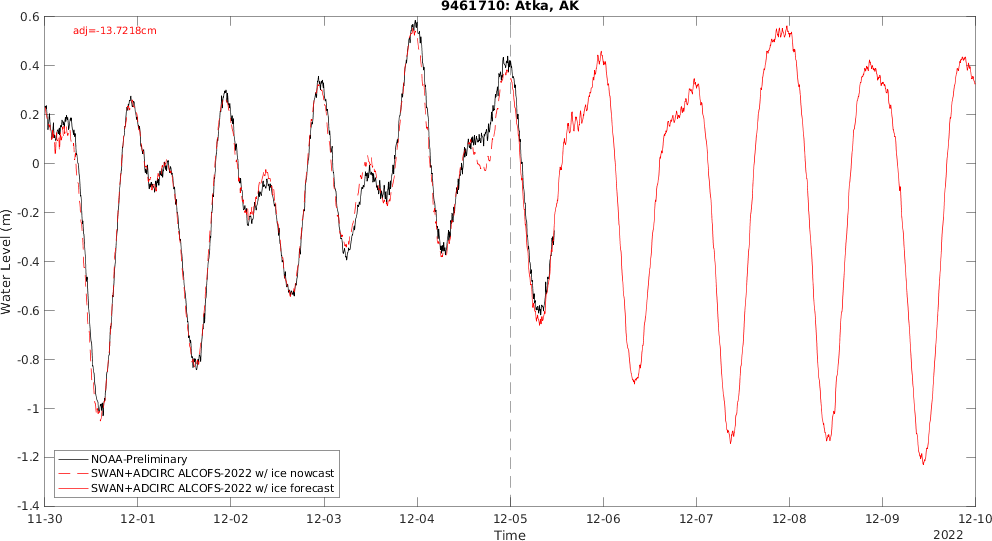 9461710: Atka, AK
adj=-13.7218cm
0.6
0.4
0.2
0
-0.2
-0.4
-0.6
-0.8
-1
-1.2
-1.4
Water Level (m)
NOAA-Preliminary
SWAN+ADCIRC ALCOFS-2022 w/ ice nowcast
SWAN+ADCIRC ALCOFS-2022 w/ ice forecast
11-30 12-01 12-02 12-03 12-04 12-05 12-06 12-07 12-08 12-09 12-10
Time
2022